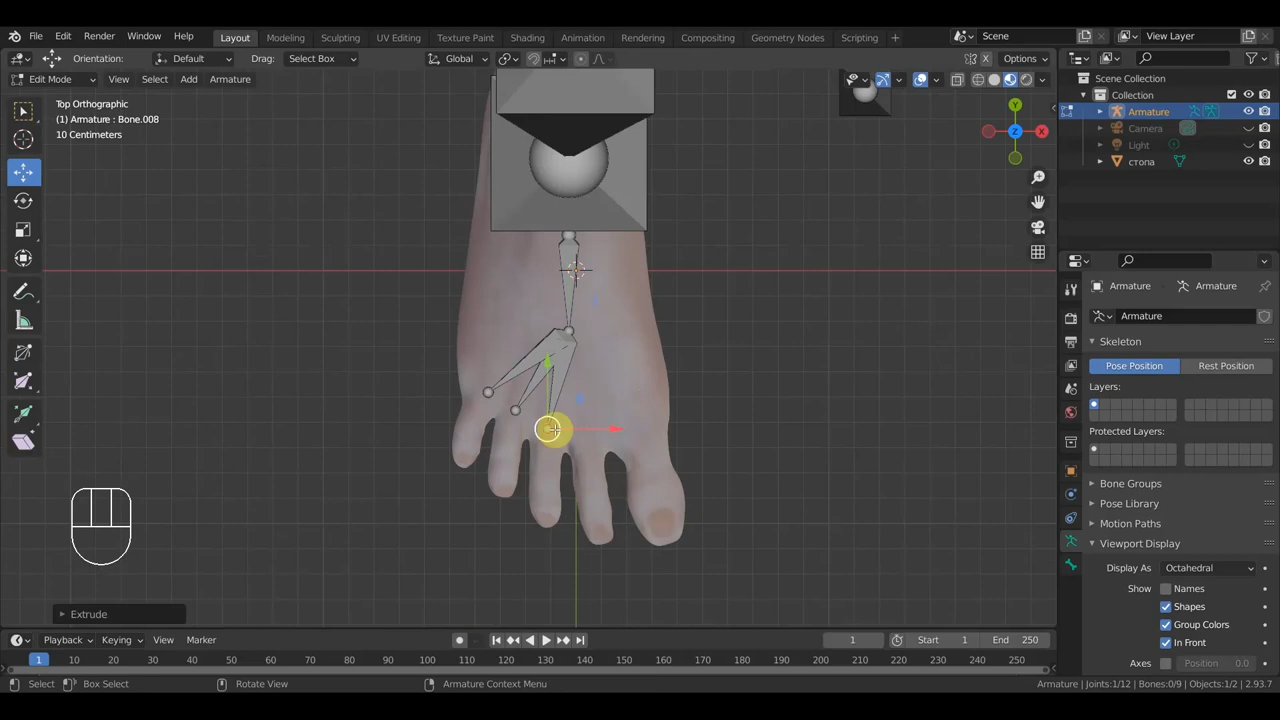 File Edit Render Window Help Layout Modeling Sculpting UV Editing Texture Paint Shading Animation Rendering Compositing Geometry Nodes Scripting + Scene View Layer
Orientation: Default Drag: Select Box Global Options
Edit Mode View Select Add Armature
Top Orthographic
(1) Armature : Bone.008
10 Centimeters
Y
X
Z
Extrude
Scene Collection
Collection
Armature
Camera
Light
стопа
Armature Armature
Armature
Skeleton
Pose Position Rest Position
Layers:
Protected Layers:
Bone Groups
Pose Library
Motion Paths
Viewport Display
Display As Octahedral
Show Names
Shapes
Group Colors
In Front
Axes Position 0.0
Playback Keying View Marker 1 Start 1 End 250
1 10 20 30 40 50 60 70 80 90 100 110 120 130 140 150 160 170 180 190 200 210 220 230 240 250
Select Box Select Rotate View Armature Context Menu Armature | Joints:1/12 | Bones:0/9 | Objects:1/2 | 2.93.7